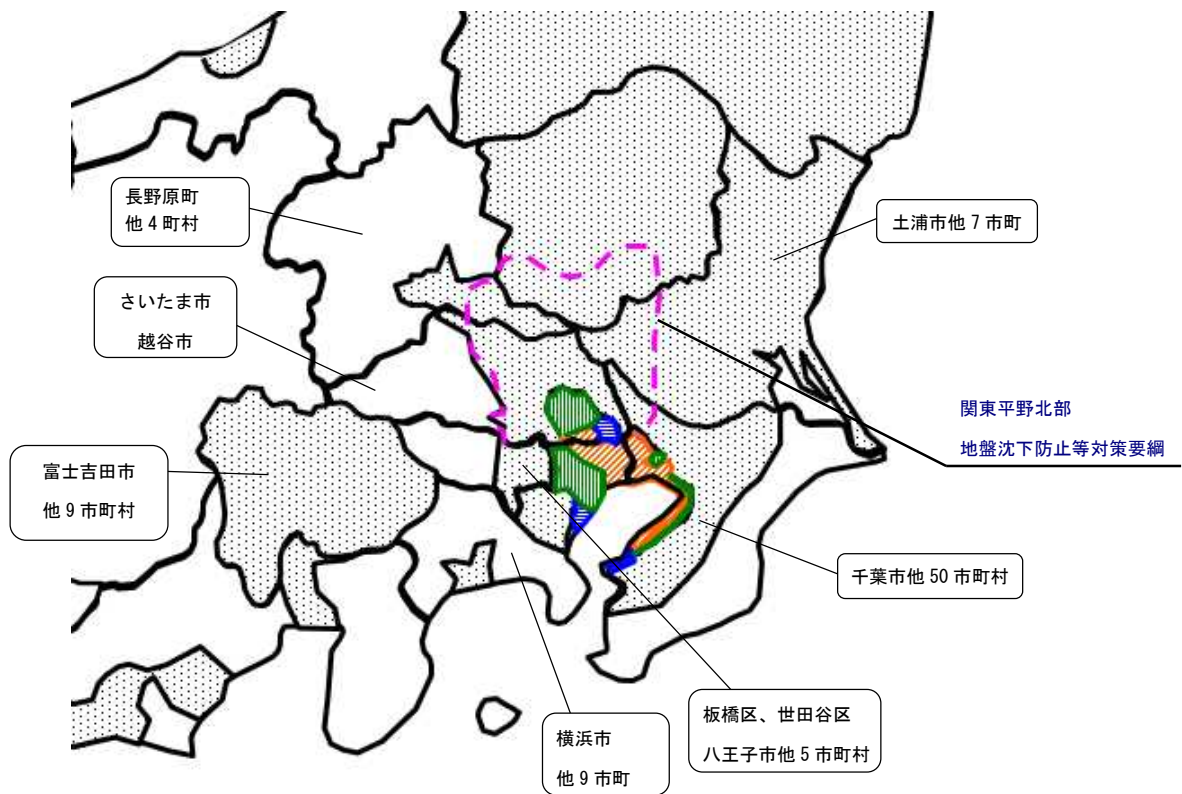 長野原町
他 4 町村
土浦市他 7 市町
さいたま市
越谷市
関東平野北部
地盤沈下防止等対策要綱
富士吉田市
他 9 市町村
千葉市他 50 市町村
板橋区、世田谷区
八王子市他 5 市町村
横浜市
他 9 市町